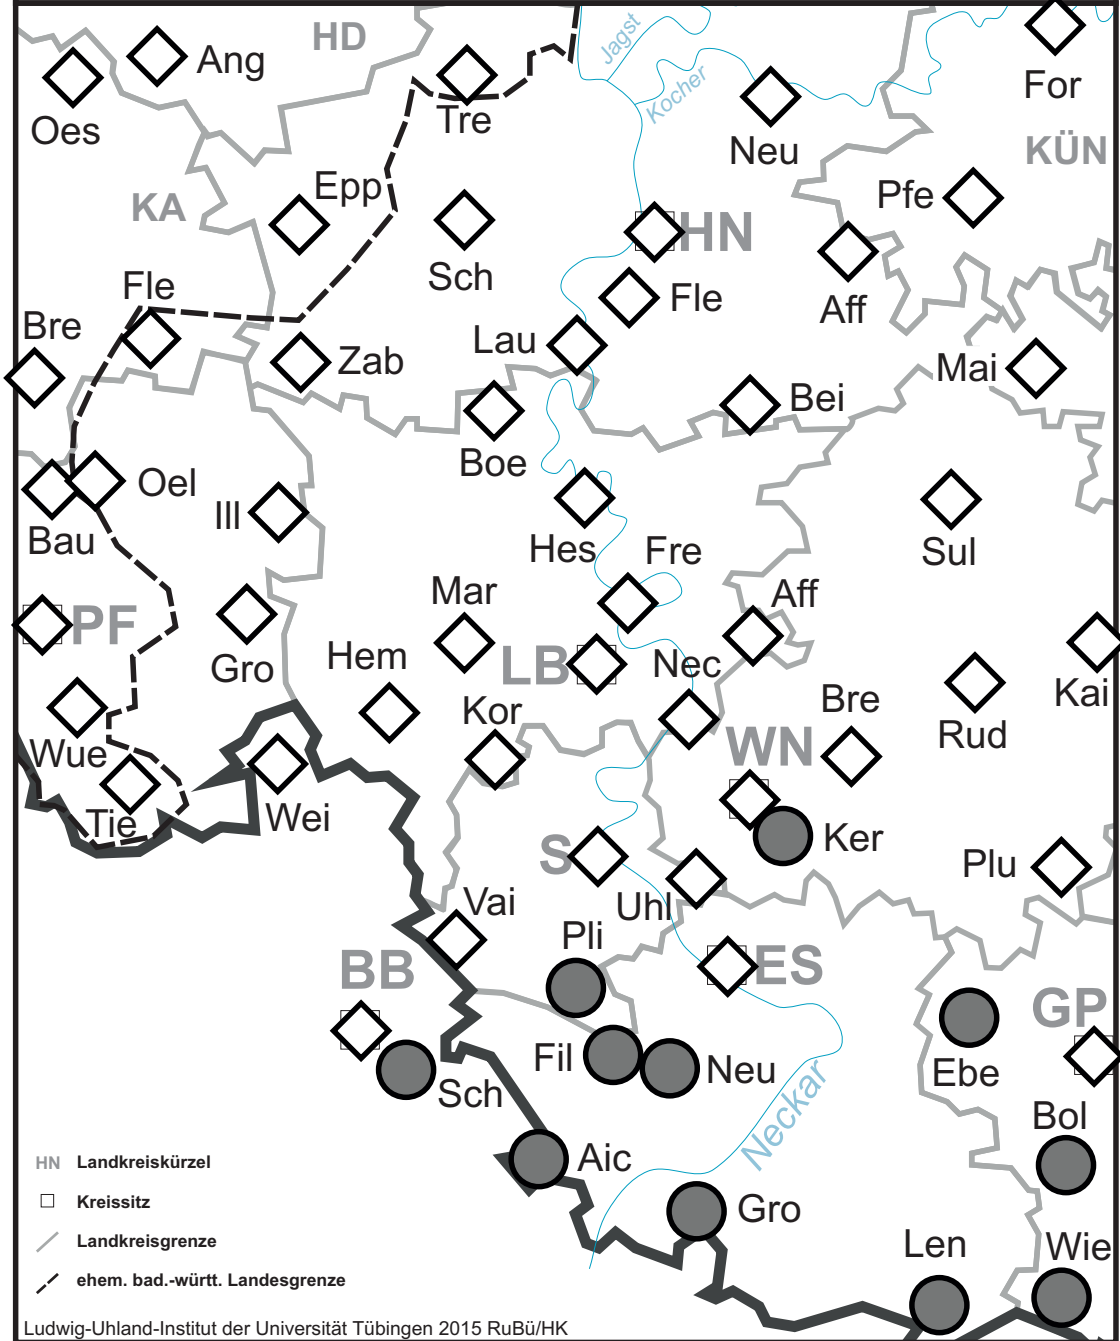 HD
Jagst
Ang
For
Oes
Tre
Kocher
Neu
KÜN
Epp
Pfe
KA
HN
Sch
Fle
Fle
Aff
Bre
Lau
Zab
Mai
Bei
Boe
Oel
Ill
Bau
Hes
Fre
Sul
Mar
Aff
PF
Gro
Hem
LB
Nec
Kai
Kor
Bre
Rud
Wue
WN
Tie
Wei
Ker
S
Plu
Vai
Uhl
Pli
BB
ES
GP
Fil
Neu
Ebe
Sch
Neckar
Bol
Aic
Gro
Len
Wie
HN Landkreiskürzel
Kreissitz
Landkreisgrenze
ehem. bad.-württ. Landesgrenze
Ludwig-Uhland-Institut der Universität Tübingen 2015 RuBü/HK